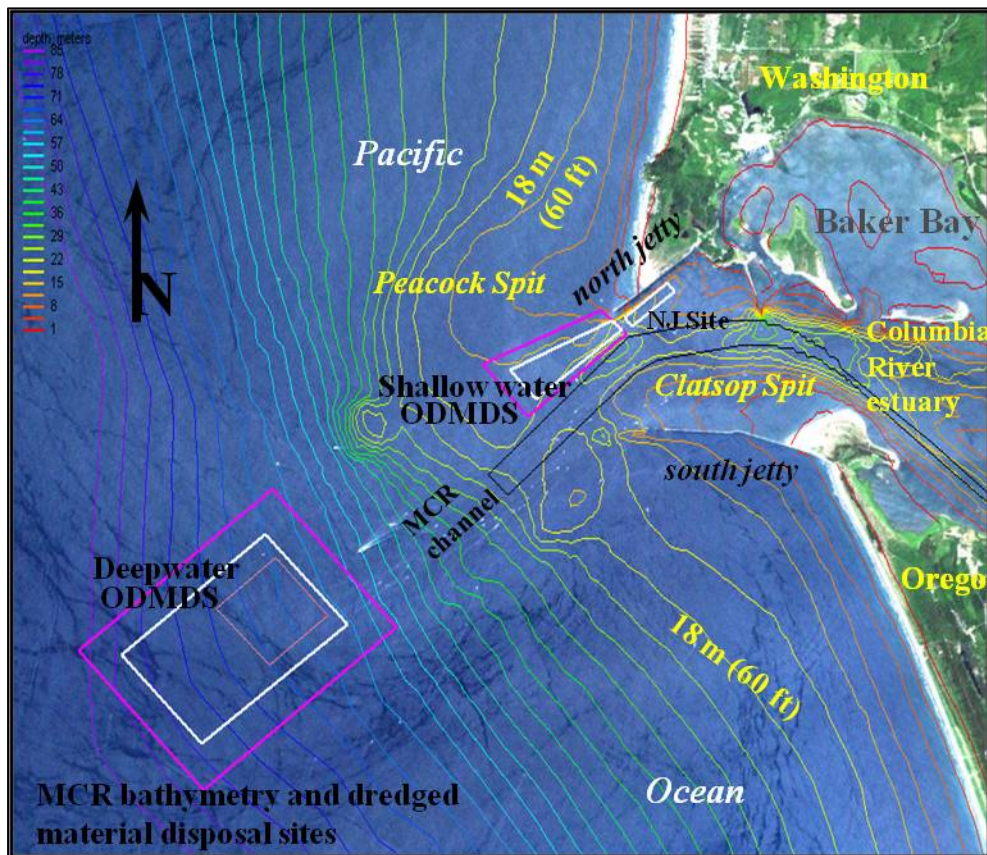 depth, meters
85
78
71
64
57
50
43
36
29
22
15
8
1
N
Washington
Pacific
18 m
(60 ft)
Baker Bay
north jetty
Peacock Spit
NJ Site
Columbia
River
estuary
Shallow water
ODMDS
Clatsop Spit
south jetty
MCR
channel
Deepwater
ODMDS
Orego
18 m (60 ft)
Ocean
MCR bathymetry and dredged
material disposal sites